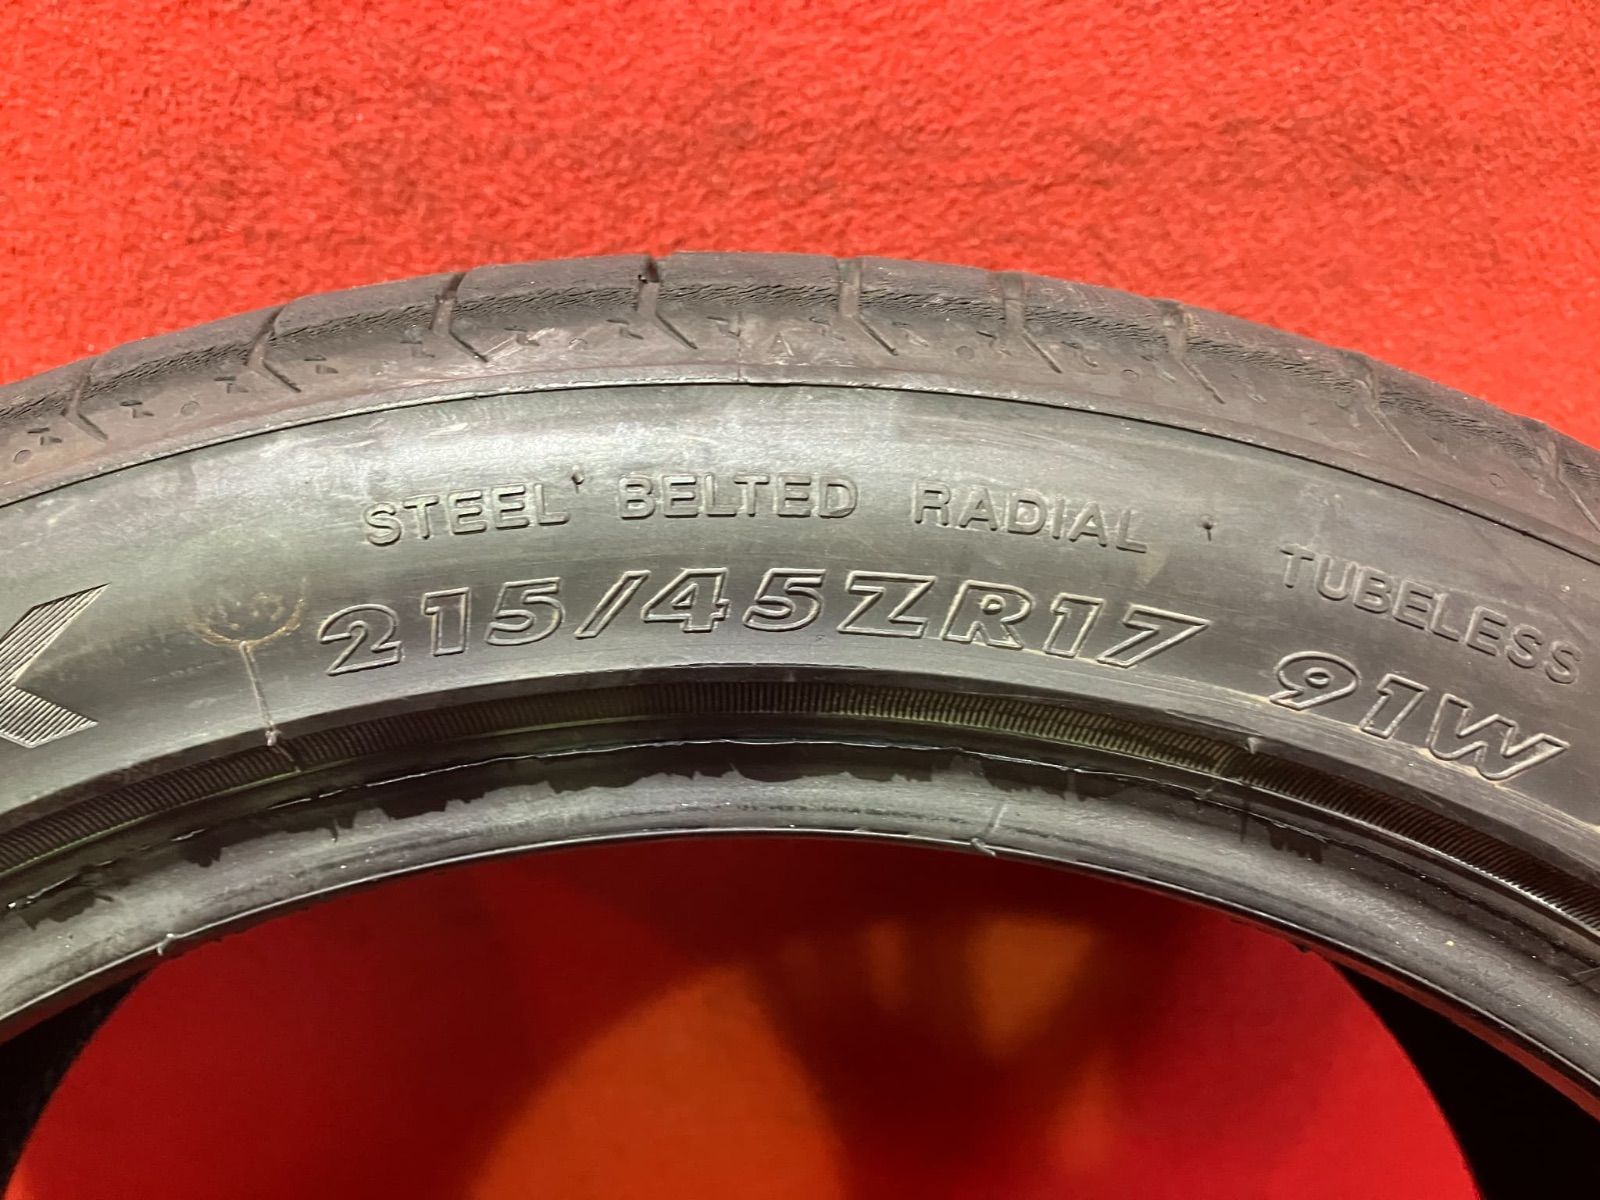 STEEL BELTED RADIAL TUBELESS
215/45ZR17 91W